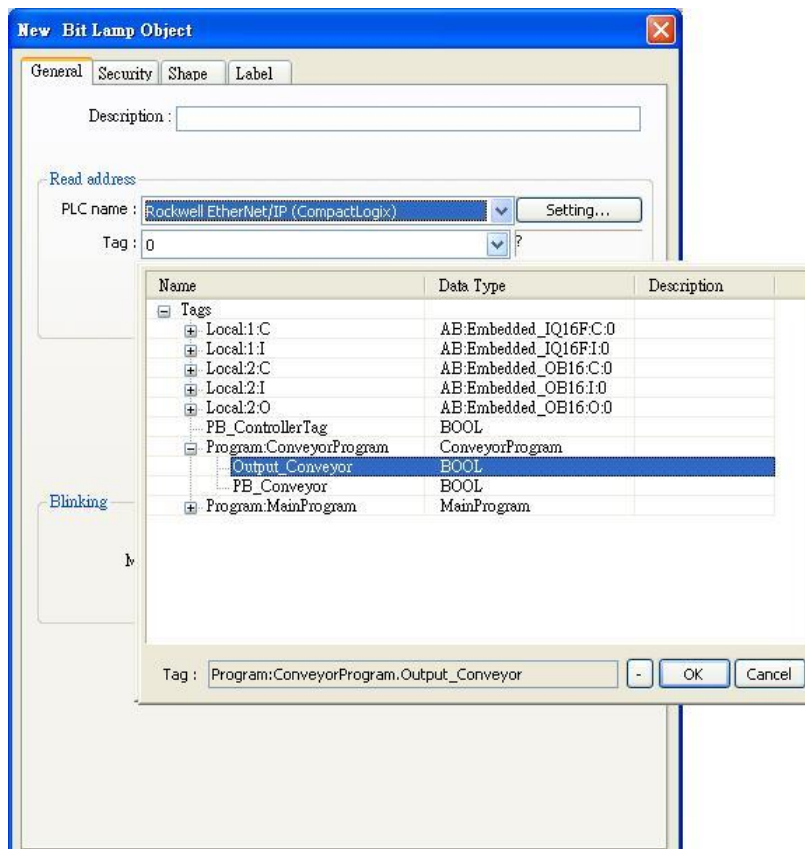 New Bit Lamp Object
General Security Shape Label
Description :
Read address
PLC name : Rockwell EtherNet/IP (CompactLogix) Setting...
Tag : 0 ?
Name Data Type Description
Tags
Local:1:C AB:Embedded_IQ16F:C:0
Local:1:I AB:Embedded_IQ16F:I:0
Local:2:C AB:Embedded_OB16:C:0
Local:2:I AB:Embedded_OB16:I:0
Local:2:O AB:Embedded_OB16:O:0
PB_ControllerTag BOOL
Program:ConveyorProgram ConveyorProgram
Output_Conveyor BOOL
PB_Conveyor BOOL
Program:MainProgram MainProgram
Blinking
Tag : Program:ConveyorProgram.Output_Conveyor - OK Cancel